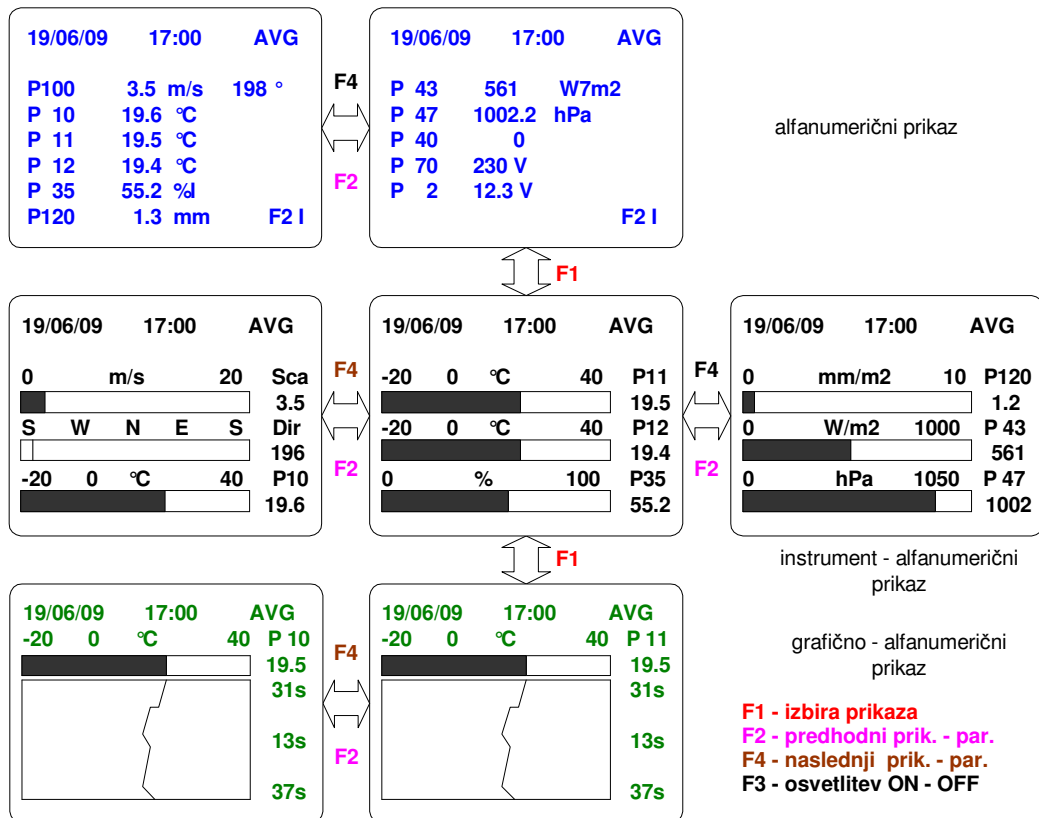 19/06/09 17:00 AVG
P100 3.5 m/s 198 °
P 10 19.6 °C
P 11 19.5 °C
P 12 19.4 °C
P 35 55.2 %l
P120 1.3 mm F2 I
F4
F2
19/06/09 17:00 AVG
P 43 561 W7m2
P 47 1002.2 hPa
P 40 0
P 70 230 V
P 2 12.3 V
F2 I
alfanumerični prikaz
F1
19/06/09 17:00 AVG
0 m/s 20 Sca
3.5
S W N E S Dir
196
-20 0 °C 40 P10
19.6
F4
F2
19/06/09 17:00 AVG
-20 0 °C 40 P11
19.5
-20 0 °C 40 P12
19.4
0 % 100 P35
55.2
F4
F2
19/06/09 17:00 AVG
0 mm/m2 10 P120
1.2
0 W/m2 1000 P 43
561
0 hPa 1050 P 47
1002
F1
instrument - alfanumerični
prikaz
19/06/09 17:00 AVG
-20 0 °C 40 P 10
19.5
31s
13s
37s
F4
F2
19/06/09 17:00 AVG
-20 0 °C 40 P 11
19.5
31s
13s
37s
grafično - alfanumerični
prikaz
F1 - izbira prikaza
F2 - predhodni prik. - par.
F4 - naslednji prik. - par.
F3 - osvetlitev ON - OFF